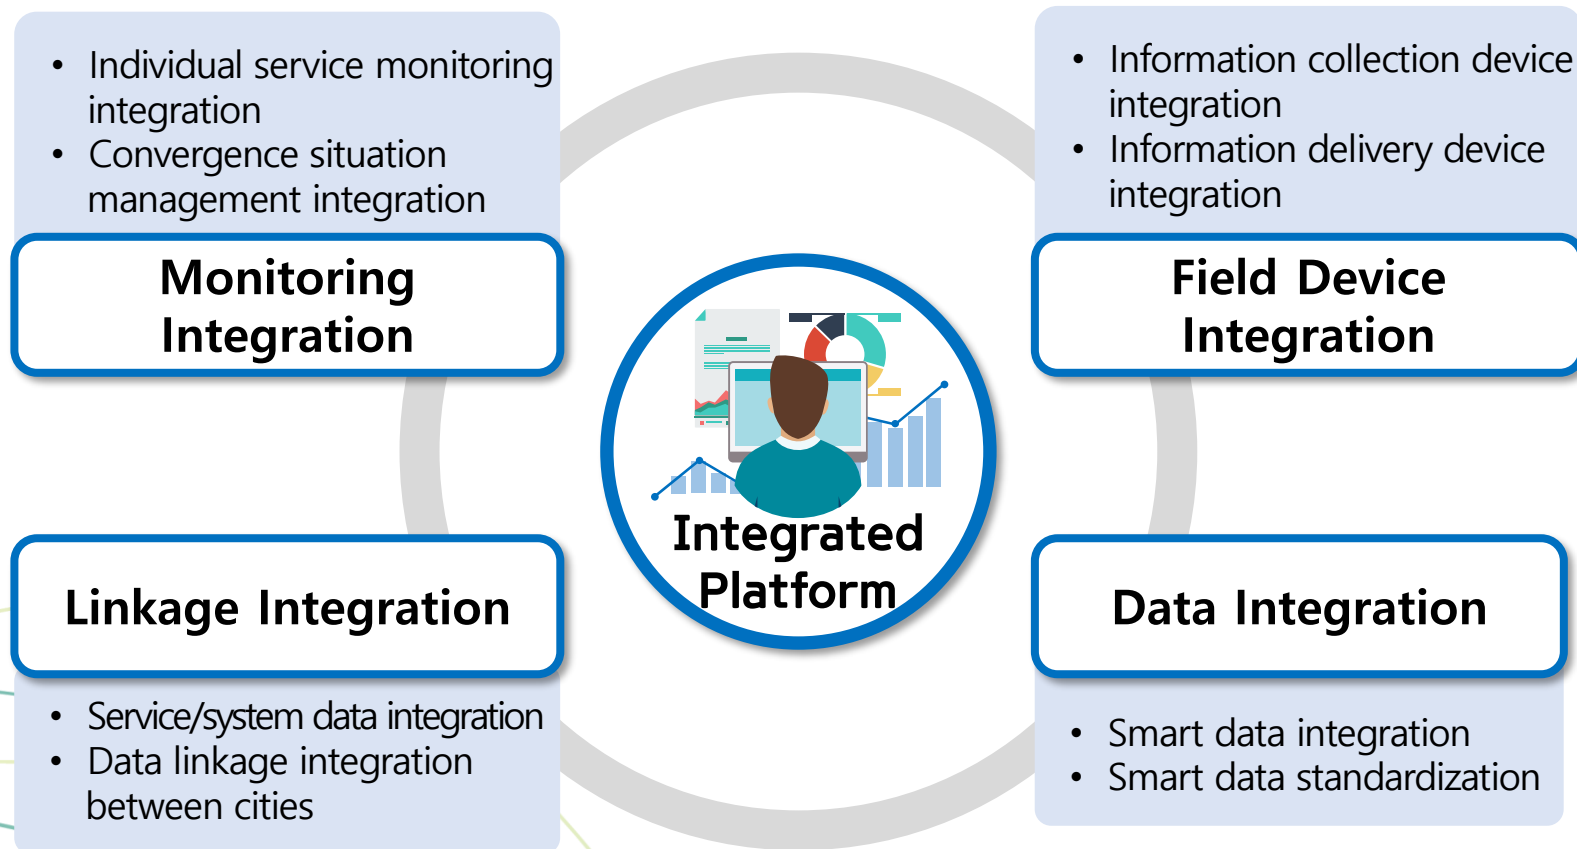 • Individual service monitoring
integration
• Convergence situation
management integration
Monitoring
Integration
• Information collection device
integration
• Information delivery device
integration
Field Device
Integration
Integrated
Platform
Linkage Integration
• Service/system data integration
• Data linkage integration
between cities
Data Integration
• Smart data integration
• Smart data standardization